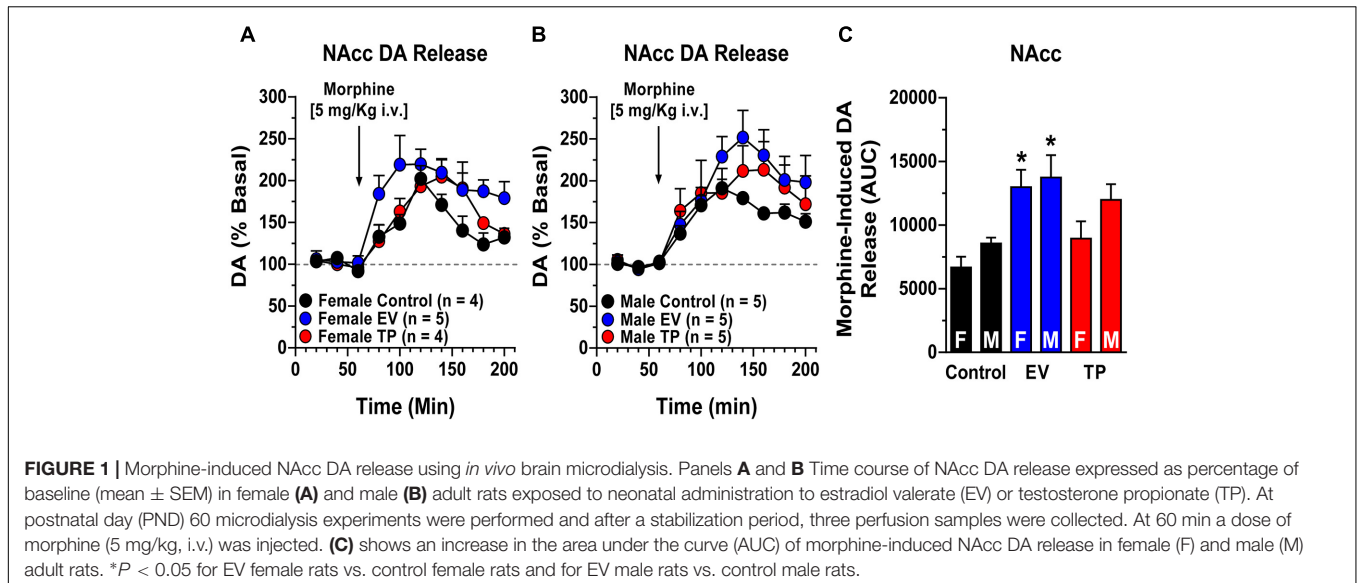 A
NAcc DA Release
Morphine
[5 mg/Kg i.v.]
DA (% Basal)
300
250
200
150
100
50
0
0 50 100 150 200
Time (Min)
Female Control (n = 4)
Female EV (n = 5)
Female TP (n = 4)
B
NAcc DA Release
Morphine
[5 mg/Kg i.v.]
DA (% Basal)
300
250
200
150
100
50
0
0 50 100 150 200
Time (min)
Male Control (n = 5)
Male EV (n = 5)
Male TP (n = 5)
C
NAcc
Morphine-Induced DA
Release (AUC)
20000
15000
10000
5000
0
* *
F M F M F M
Control EV TP
FIGURE 1 | Morphine-induced NAcc DA release using in vivo brain microdialysis. Panels A and B Time course of NAcc DA release expressed as percentage of
baseline (mean ± SEM) in female (A) and male (B) adult rats exposed to neonatal administration to estradiol valerate (EV) or testosterone propionate (TP). At
postnatal day (PND) 60 microdialysis experiments were performed and after a stabilization period, three perfusion samples were collected. At 60 min a dose of
morphine (5 mg/kg, i.v.) was injected. (C) shows an increase in the area under the curve (AUC) of morphine-induced NAcc DA release in female (F) and male (M)
adult rats. *P < 0.05 for EV female rats vs. control female rats and for EV male rats vs. control male rats.